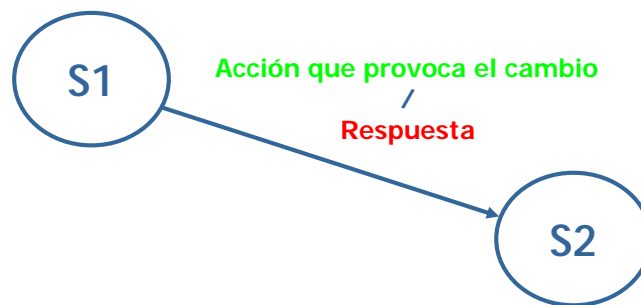 S1
Acción que provoca el cambio
/
Respuesta
S2